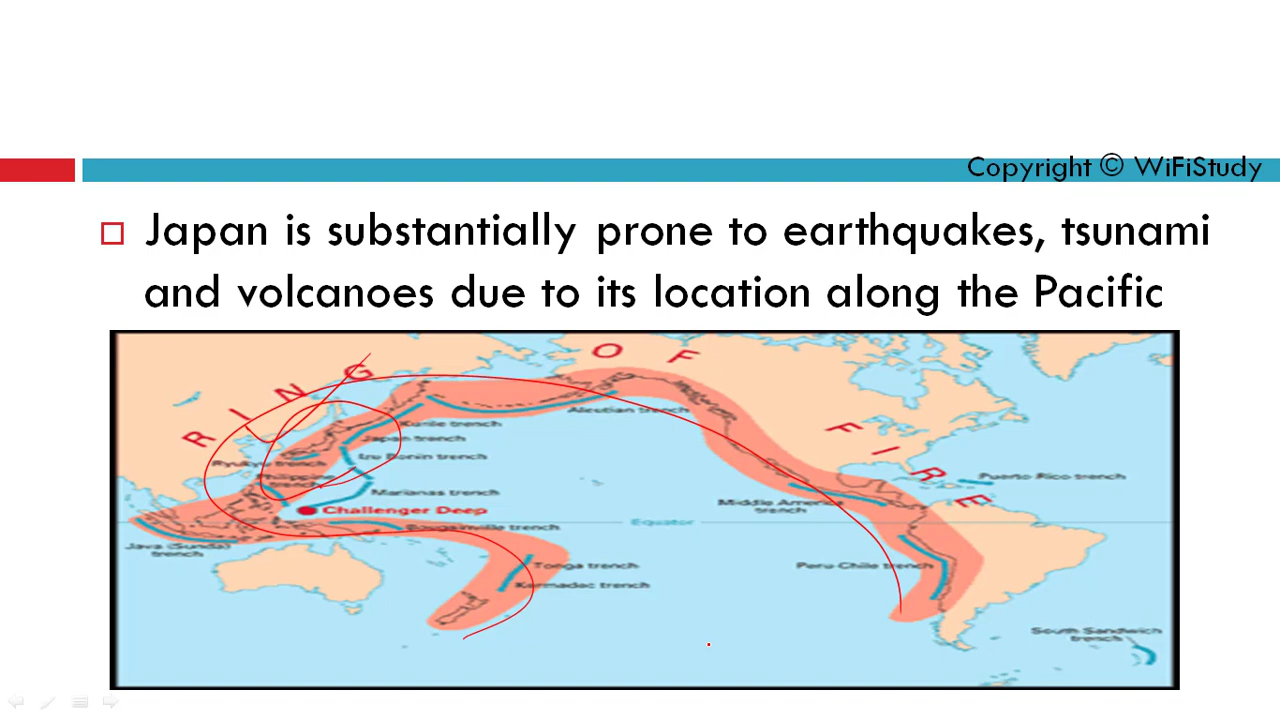 Copyright © WiFiStudy
Japan is substantially prone to earthquakes, tsunami
and volcanoes due to its location along the Pacific
RING OF FIRE
Aleutian trench
Kurile trench
Japan trench
Izu Bonin trench
Ryukyu trench
Philippine
trench
Marianas trench
Challenger Deep
Bougainville trench
Equator
Puerto Rico trench
Middle America
trench
Java (Sunda)
trench
Tonga trench
Kermadec trench
Peru-Chile trench
South Sandwich
trench